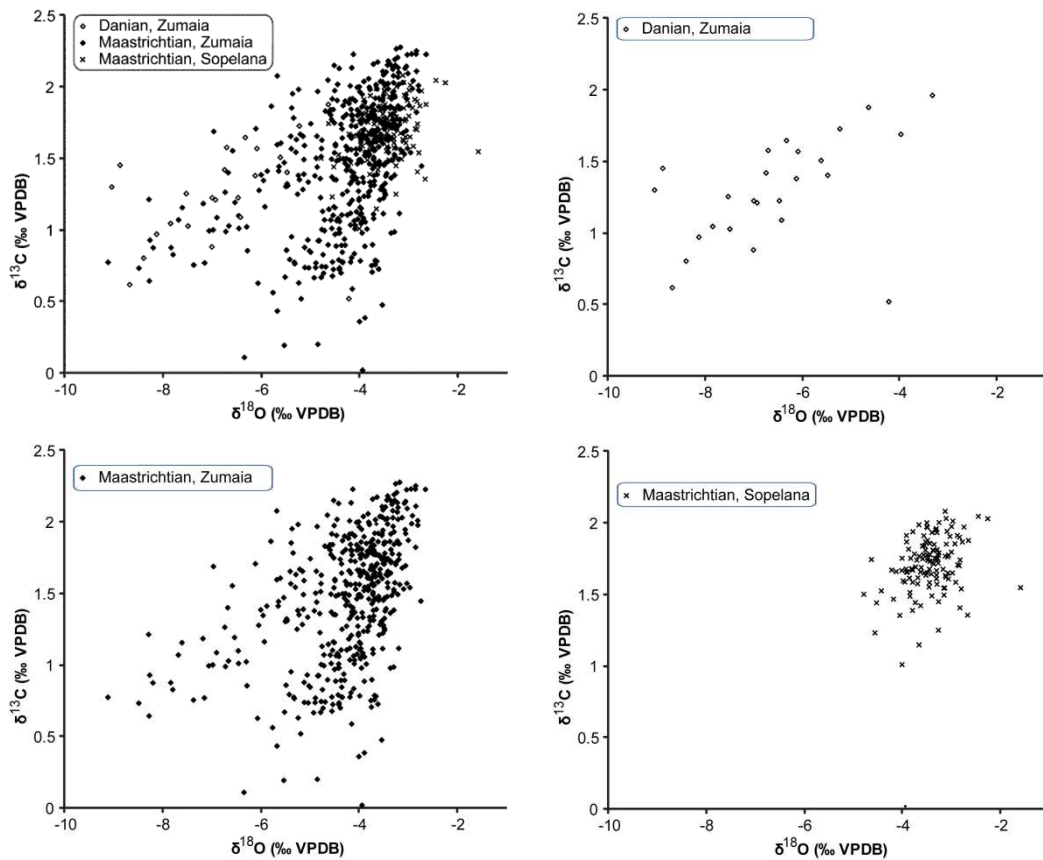 2.5
Danian, Zumaia
Maastrichtian, Zumaia
Maastrichtian, Sopelana
2
1.5
1
0.5
0
δ13C (‰ VPDB)
-10 -8 -6 -4 -2
δ18O (‰ VPDB)
2.5
Danian, Zumaia
2
1.5
1
0.5
0
δ13C (‰ VPDB)
-10 -8 -6 -4 -2
δ18O (‰ VPDB)
2.5
Maastrichtian, Zumaia
2
1.5
1
0.5
0
δ13C (‰ VPDB)
-10 -8 -6 -4 -2
δ18O (‰ VPDB)
2.5
Maastrichtian, Sopelana
2
1.5
1
0.5
0
δ13C (‰ VPDB)
-10 -8 -6 -4 -2
δ18O (‰ VPDB)